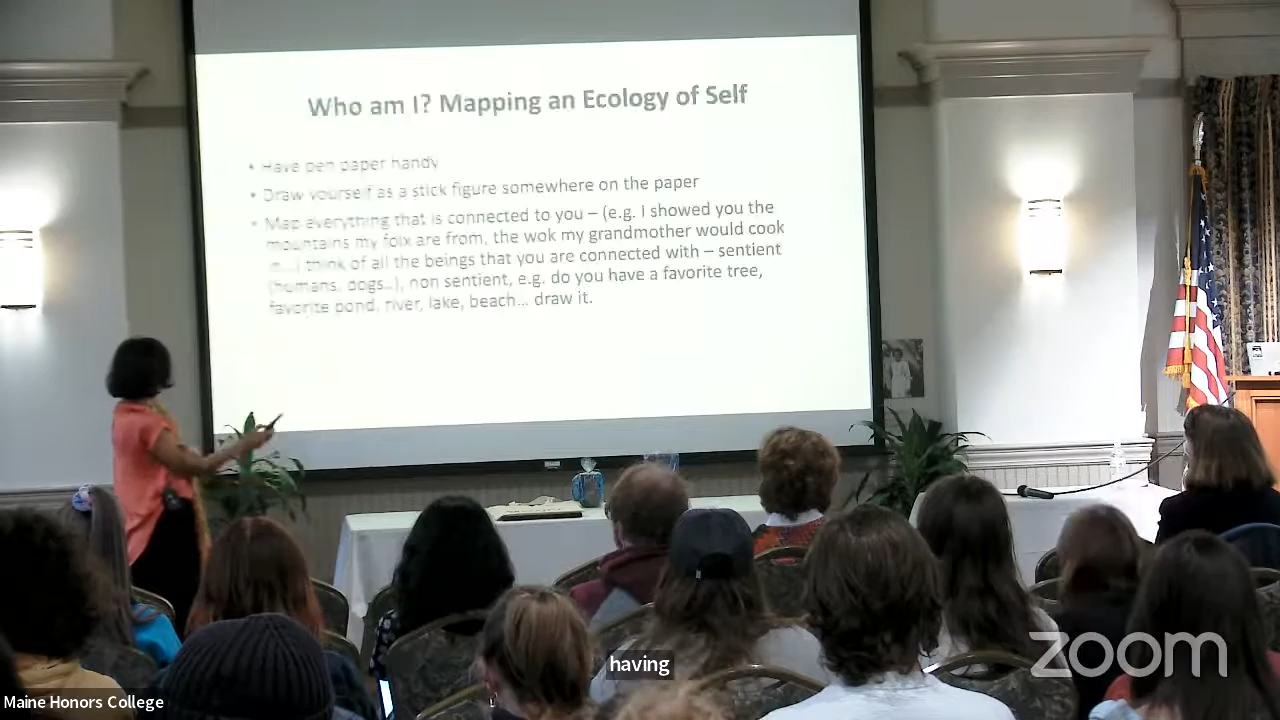 Who am I? Mapping an Ecology of Self
• Have pen paper handy
• Draw yourself as a stick figure somewhere on the paper
• Map everything that is connected to you – (e.g. I showed you the
mountains my folx are from, the wok my grandmother would cook
think of all the beings that you are connected with – sentient
(humans, dogs..), non sentient, e.g. do you have a favorite tree,
favorite pond, river, lake, beach... draw it.
having
zoom
Maine Honors College